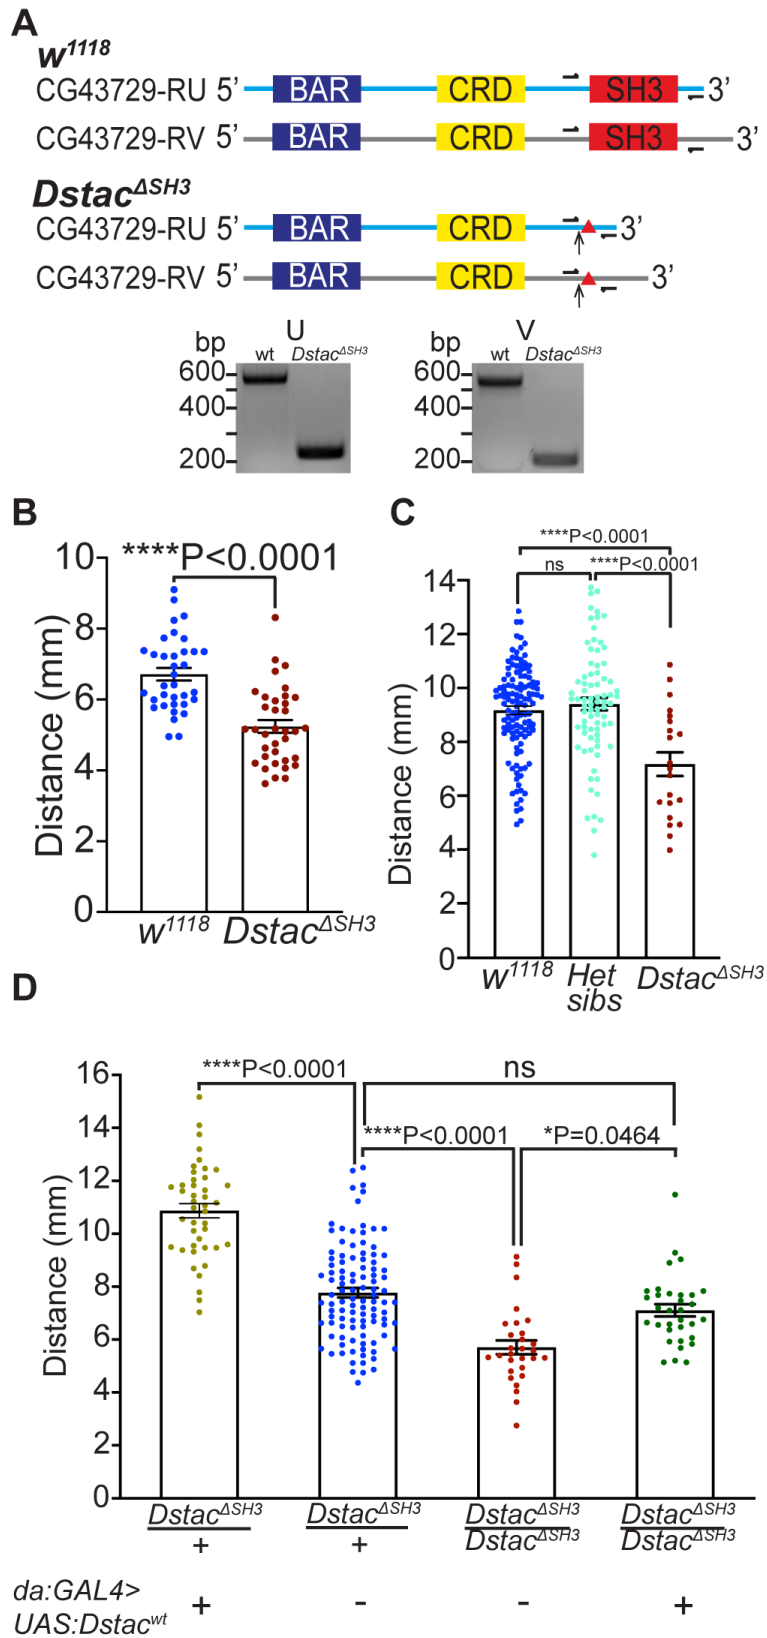 A
w1118
CG43729-RU 5’ BAR CRD SH3 3’
CG43729-RV 5’ BAR CRD SH3 3’
DstacΔSH3
CG43729-RU 5’ BAR CRD 3’
CG43729-RV 5’ BAR CRD 3’
U V
bp wt DstacΔSH3 bp wt DstacΔSH3
600 600
400 400
200 200
B
****P<0.0001
10
8
6
4
2
0
Distance (mm)
w1118 DstacΔSH3
C
****P<0.0001
ns ****P<0.0001
14
12
10
8
6
4
2
0
Distance (mm)
w1118 Het sibs DstacΔSH3
D
****P<0.0001 ns
****P<0.0001 *P=0.0464
16
14
12
10
8
6
4
2
0
Distance (mm)
DstacΔSH3 DstacΔSH3 DstacΔSH3 DstacΔSH3
+ + DstacΔSH3 DstacΔSH3
da:GAL4>
UAS:Dstacwt + - - +